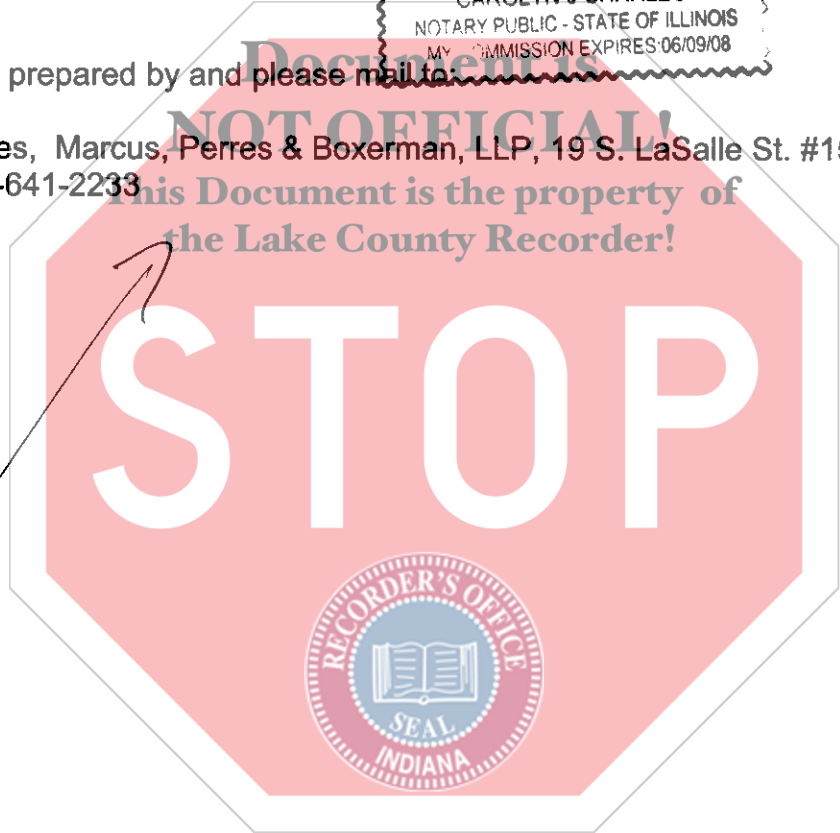 NOTARY PUBLIC - STATE OF ILLINOIS
MY COMMISSION EXPIRES:06/09/08
prepared by and please mail to:
Document is
NOT OFFICIAL!
es, Marcus, Perres & Boxerman, LLP, 19 S. LaSalle St. #15
-641-2233
This Document is the property of
the Lake County Recorder!
STOP
RECORDER'S OFFICE
SEAL
INDIANA